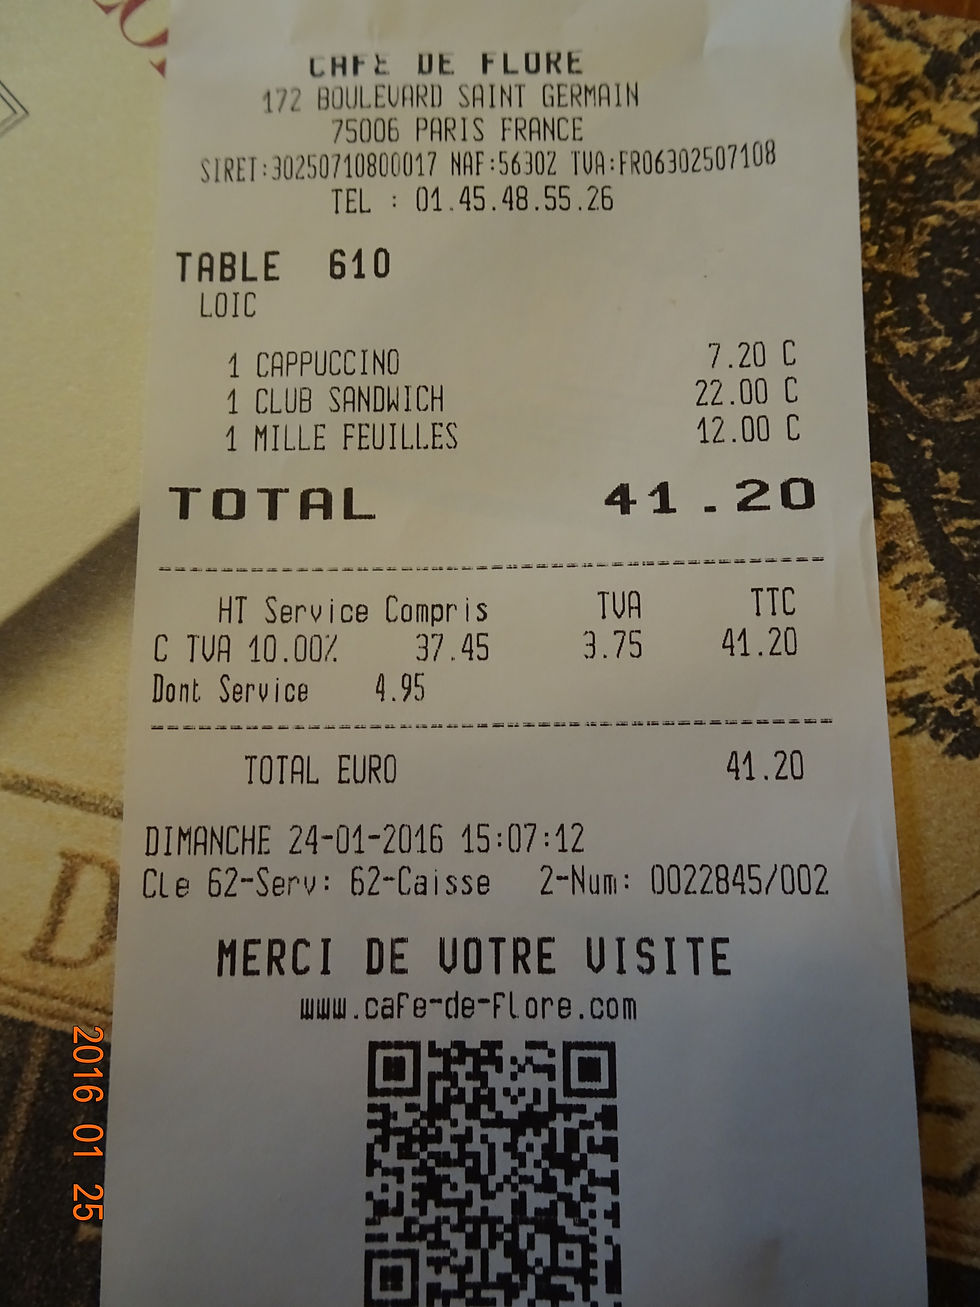 CAFE DE FLORE
172 BOULEVARD SAINT GERMAIN
75006 PARIS FRANCE
SIRET:30250710800017 NAF:5630Z TVA:FR06302507108
TEL : 01.45.48.55.26
TABLE 610
LOIC
1 CAPPUCCINO 7.20 C
1 CLUB SANDWICH 22.00 C
1 MILLE FEUILLES 12.00 C
TOTAL 41.20
HT Service Compris TVA TTC
C TVA 10.00% 37.45 3.75 41.20
Dont Service 4.95
TOTAL EURO 41.20
DIMANCHE 24-01-2016 15:07:12
Cle 62-Serv: 62-Caisse 2-Num: 0022845/002
MERCI DE VOTRE VISITE
www.cafe-de-flore.com
2016 01 25